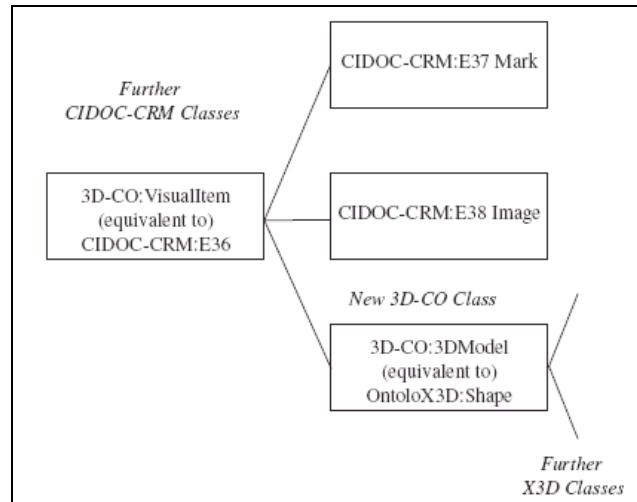 CIDOC-CRM:E37 Mark
Further
CIDOC-CRM Classes
3D-CO:VisualItem
(equivalent to)
CIDOC-CRM:E36
CIDOC-CRM:E38 Image
New 3D-CO Class
3D-CO:3DModel
(equivalent to)
OntoloX3D:Shape
Further
X3D Classes